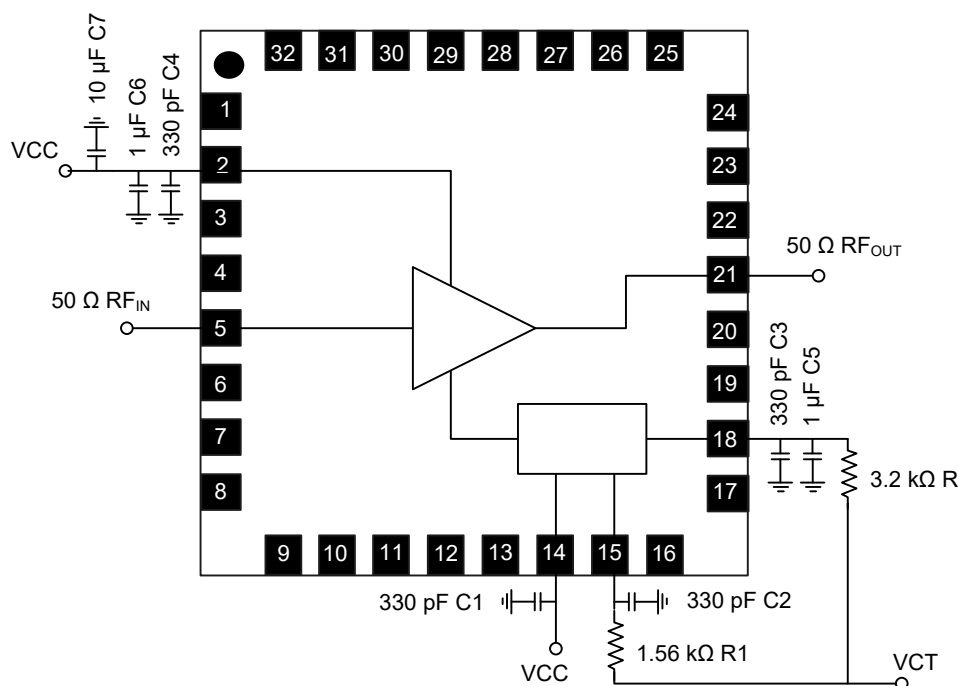 10 µF C7
1 µF C6
330 pF C4
VCC
32 31 30 29 28 27 26 25
1
2
3
4
5
6
7
8
24
23
22
21
20
19
18
17
50 Ω RF_IN
50 Ω RF_OUT
330 pF C3
1 µF C5
3.2 kΩ R
9 10 11 12 13 14 15 16
330 pF C1
330 pF C2
1.56 kΩ R1
VCC
VCT